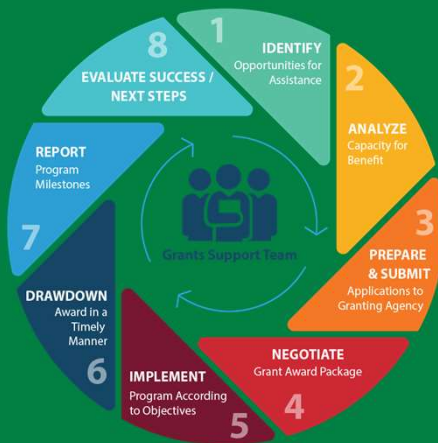 1
IDENTIFY
Opportunities for
Assistance
2
ANALYZE
Capacity for
Benefit
3
PREPARE
& SUBMIT
Applications to
Granting Agency
NEGOTIATE
Grant Award Package
4
IMPLEMENT
Program According
to Objectives
5
DRAWDOWN
Award in a
Timely
Manner
6
REPORT
Program
Milestones
7
8
EVALUATE SUCCESS /
NEXT STEPS
Grants Support Team